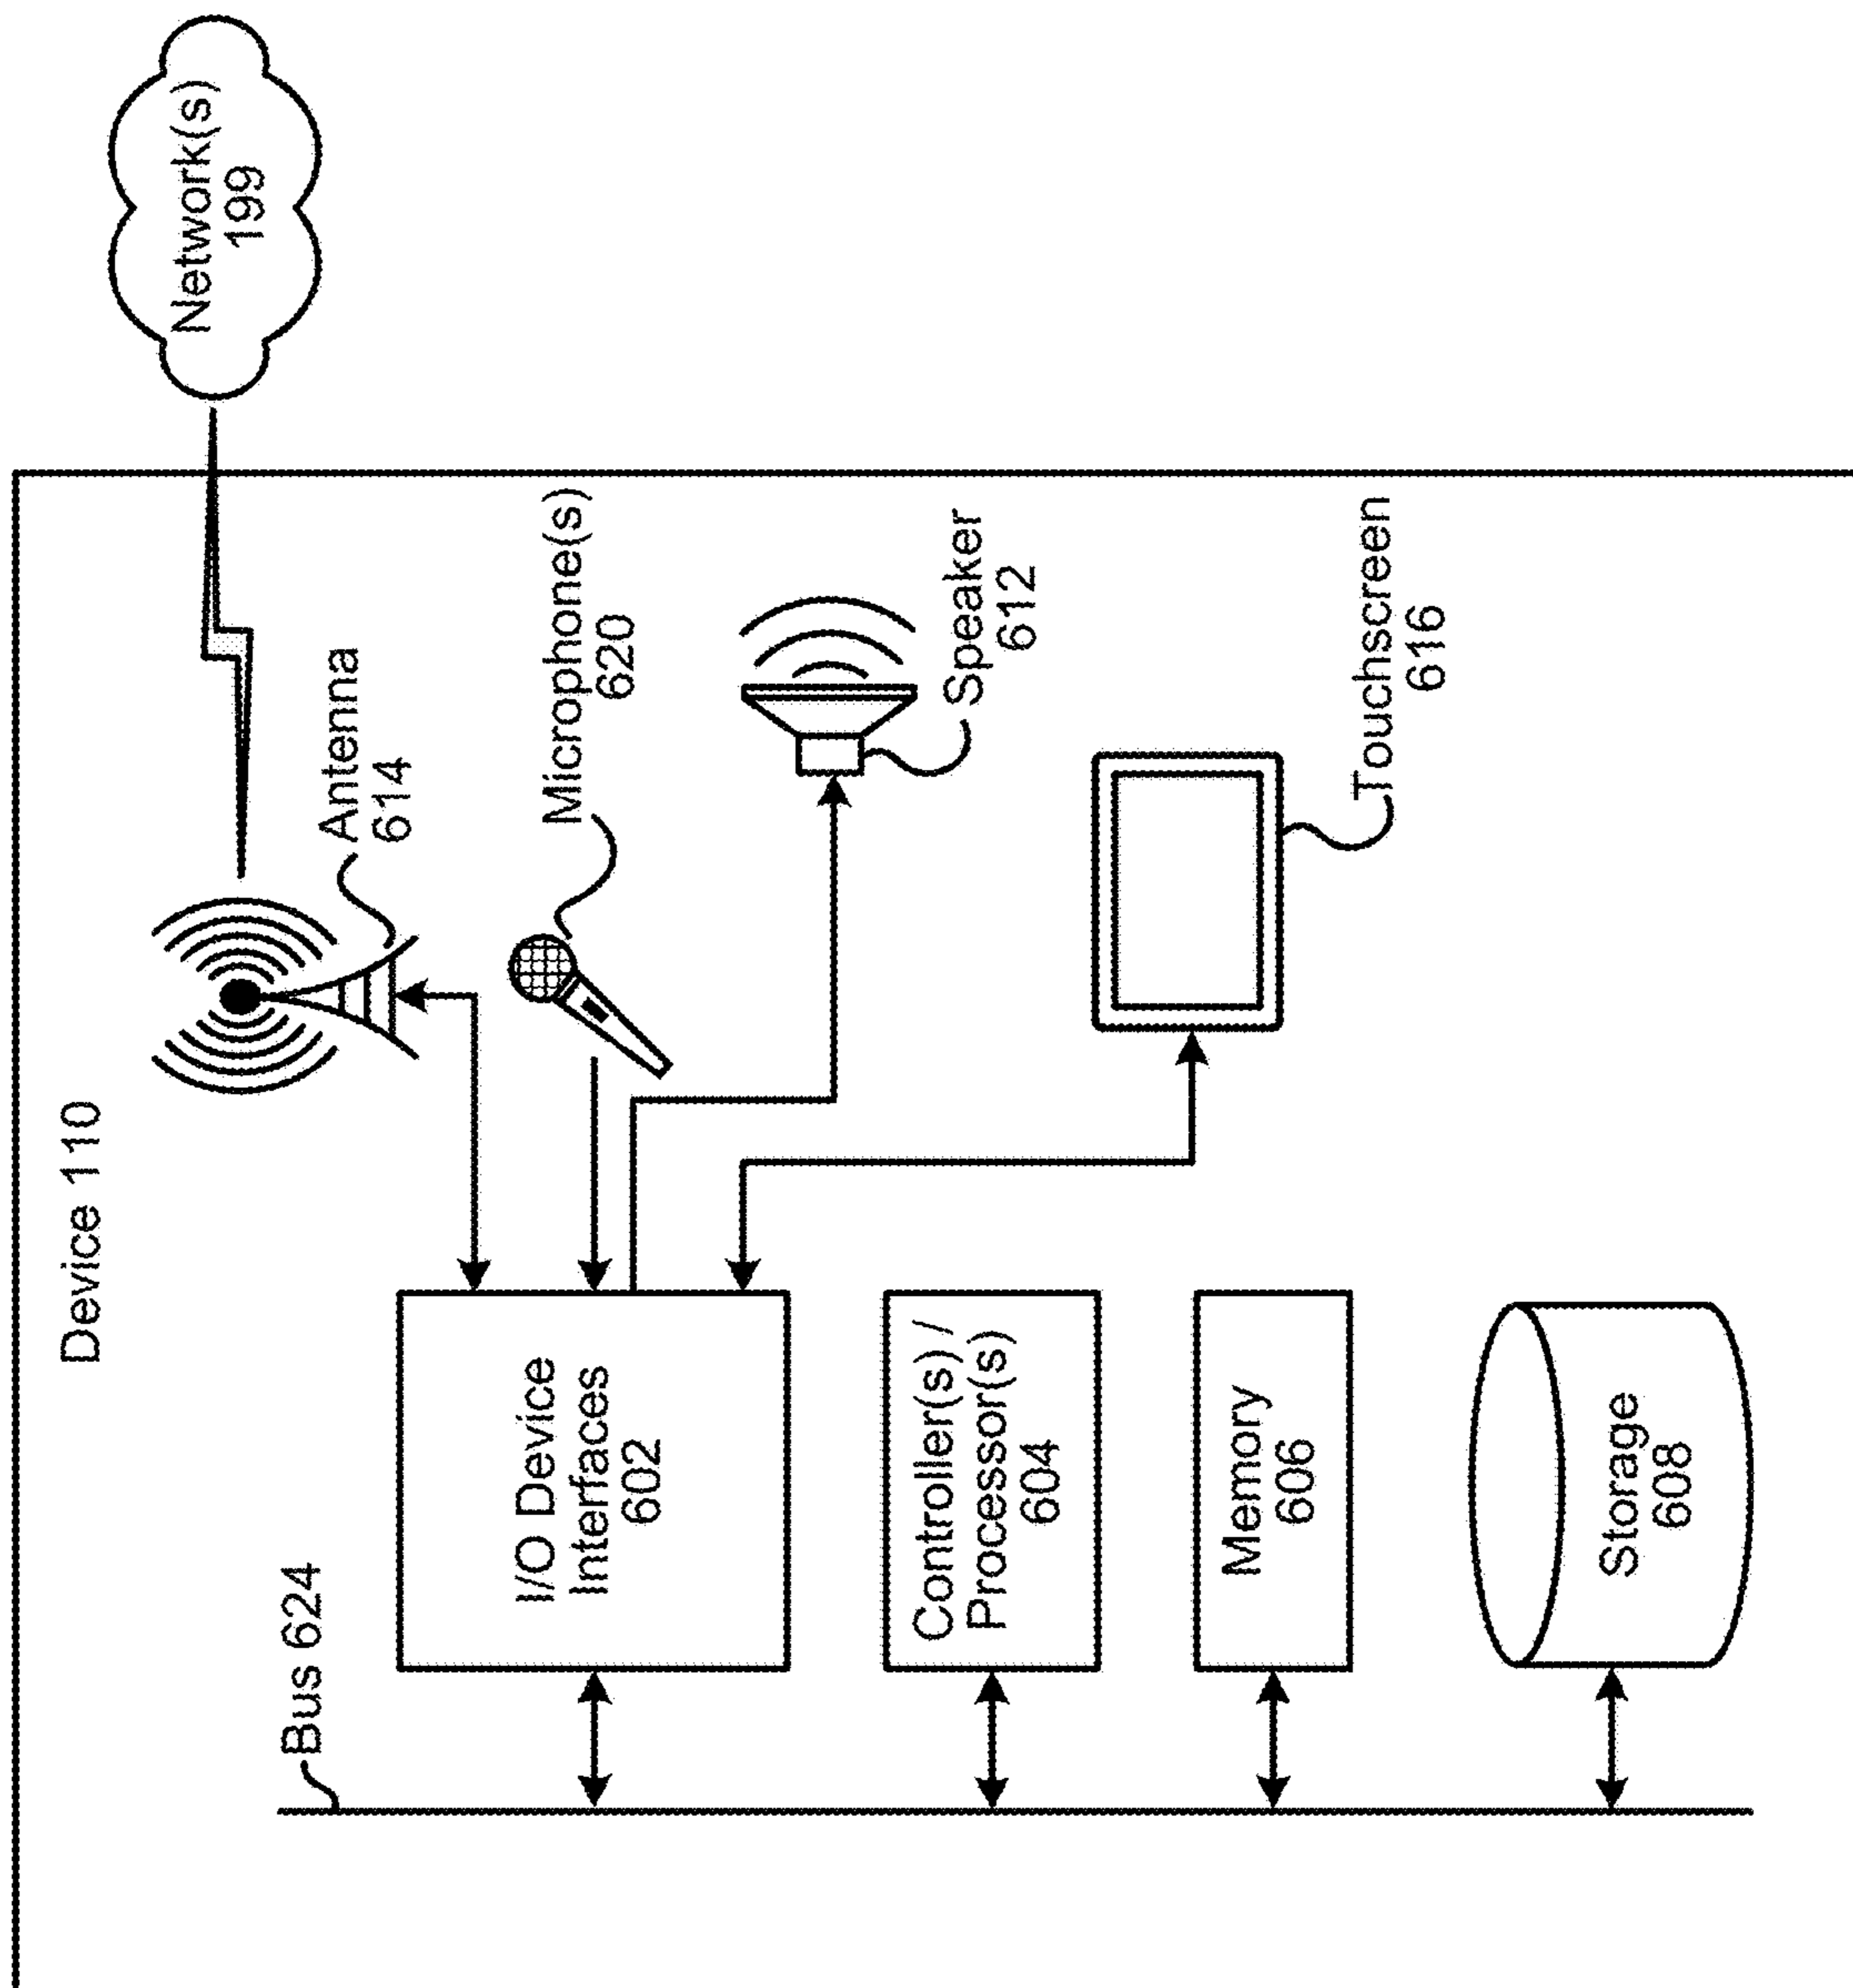 Device 110
Network(s)
199
Antenna
614
Bus 624
I/O Device
Interfaces
602
Microphone(s)
620
Speaker
612
Controller(s) /
Processor(s)
604
Memory
606
Touchscreen
616
Storage
608